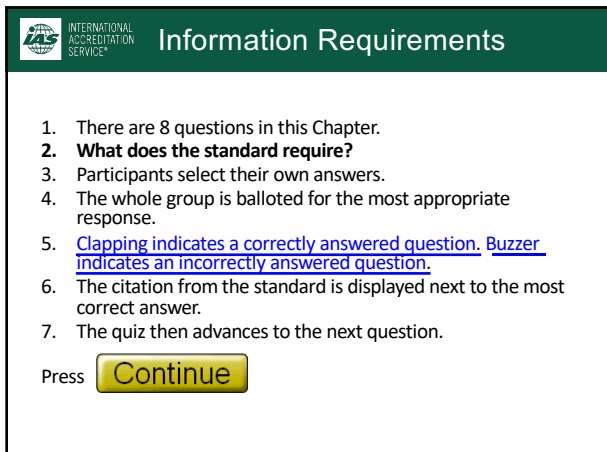 INTERNATIONAL
ACCREDITATION
SERVICE®
IAS
Information Requirements
1. There are 8 questions in this Chapter.
2. What does the standard require?
3. Participants select their own answers.
4. The whole group is balloted for the most appropriate
response.
5. Clapping indicates a correctly answered question. Buzzer
indicates an incorrectly answered question.
6. The citation from the standard is displayed next to the most
correct answer.
7. The quiz then advances to the next question.
Press Continue